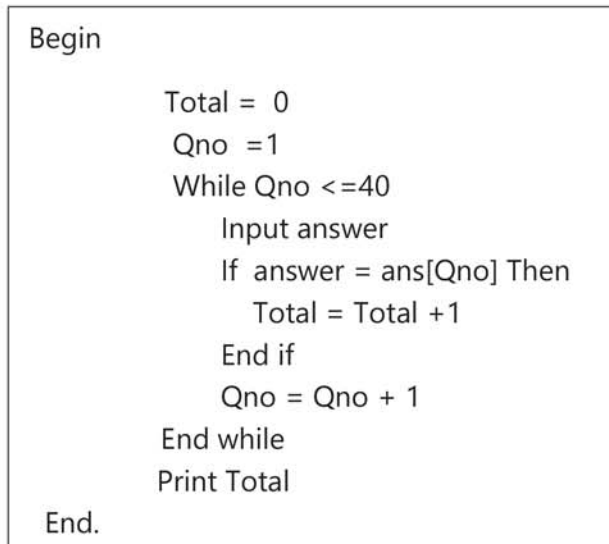 Begin
Total = 0
Qno =1
While Qno <=40
Input answer
If answer = ans[Qno] Then
Total = Total +1
End if
Qno = Qno + 1
End while
Print Total
End.